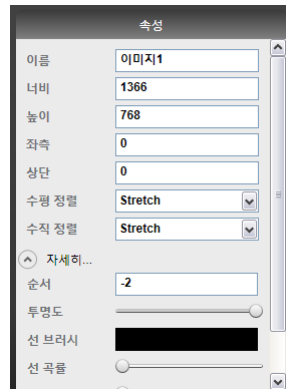 속성
이름 이미지1
너비 1366
높이 768
좌측 0
상단 0
수평 정렬 Stretch
수직 정렬 Stretch
자세히...
순서 -2
투명도
선 브러시
선 곡률